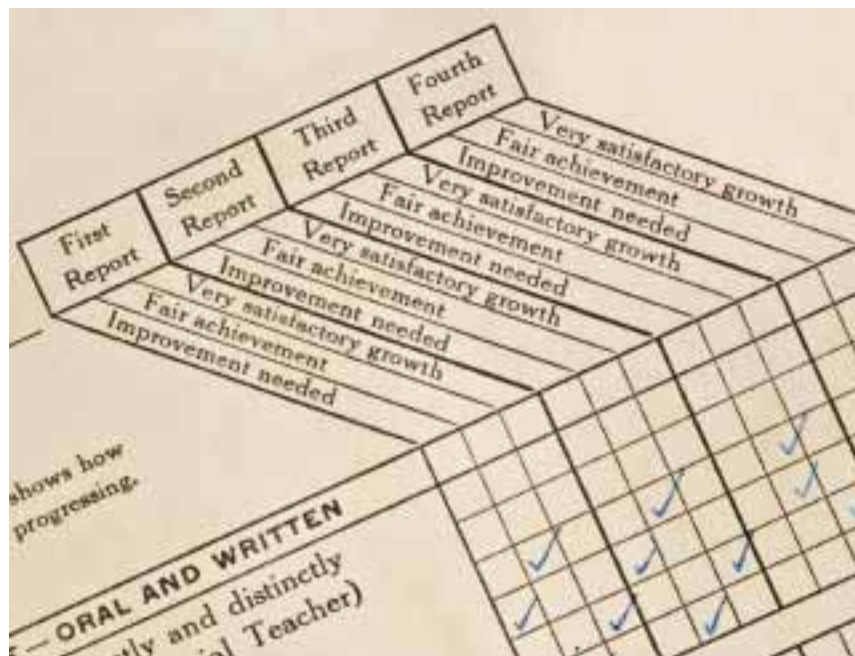 First
Report
Second
Report
Third
Report
Fourth
Report
Improvement needed
Fair achievement
Very satisfactory growth
Improvement needed
Fair achievement
Very satisfactory growth
Improvement needed
Fair achievement
Very satisfactory growth
Improvement needed
Fair achievement
Very satisfactory growth
shows how
progressing.
— ORAL AND WRITTEN
and distinctly
Teacher)